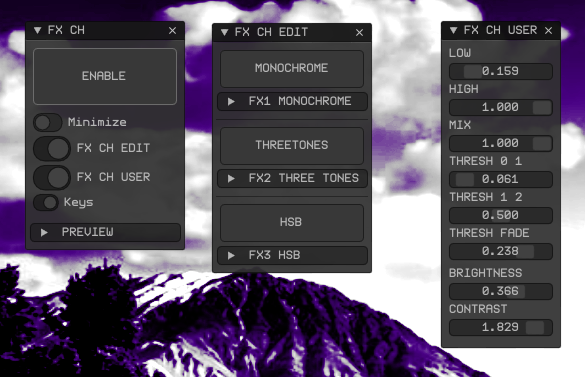 FX CH
ENABLE
Minimize
FX CH EDIT
FX CH USER
Keys
PREVIEW
FX CH EDIT
MONOCHROME
FX1 MONOCHROME
THREETONES
FX2 THREE TONES
HSB
FX3 HSB
FX CH USER
LOW
0.159
HIGH
1.000
MIX
1.000
THRESH 0 1
0.061
THRESH 1 2
0.500
THRESH FADE
0.238
BRIGHTNESS
0.366
CONTRAST
1.829